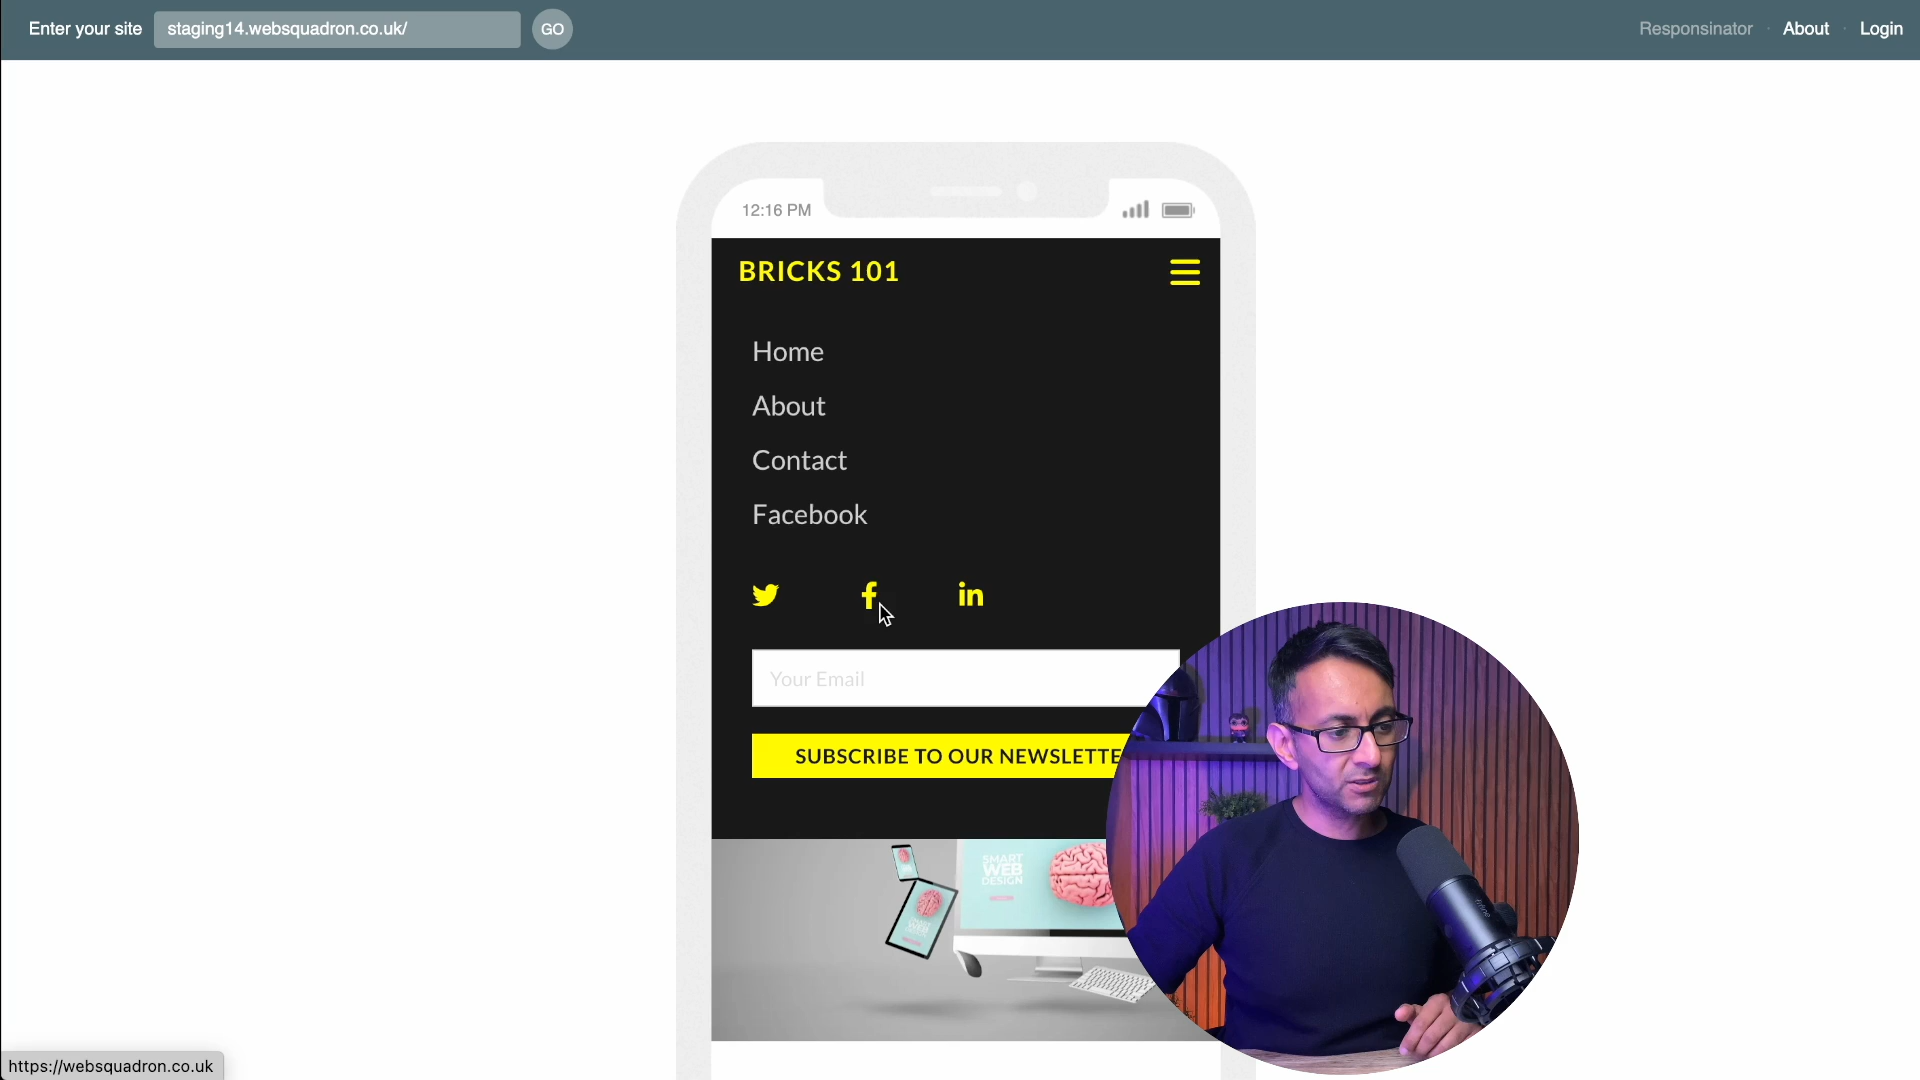 Enter your site staging14.websquadron.co.uk/ GO Responsinator · About · Login
12:16 PM
BRICKS 101
Home
About
Contact
Facebook
in
Your Email
SUBSCRIBE TO OUR NEWSLETTE
SMART
WEB
DESIGN
fifine
https://websquadron.co.uk